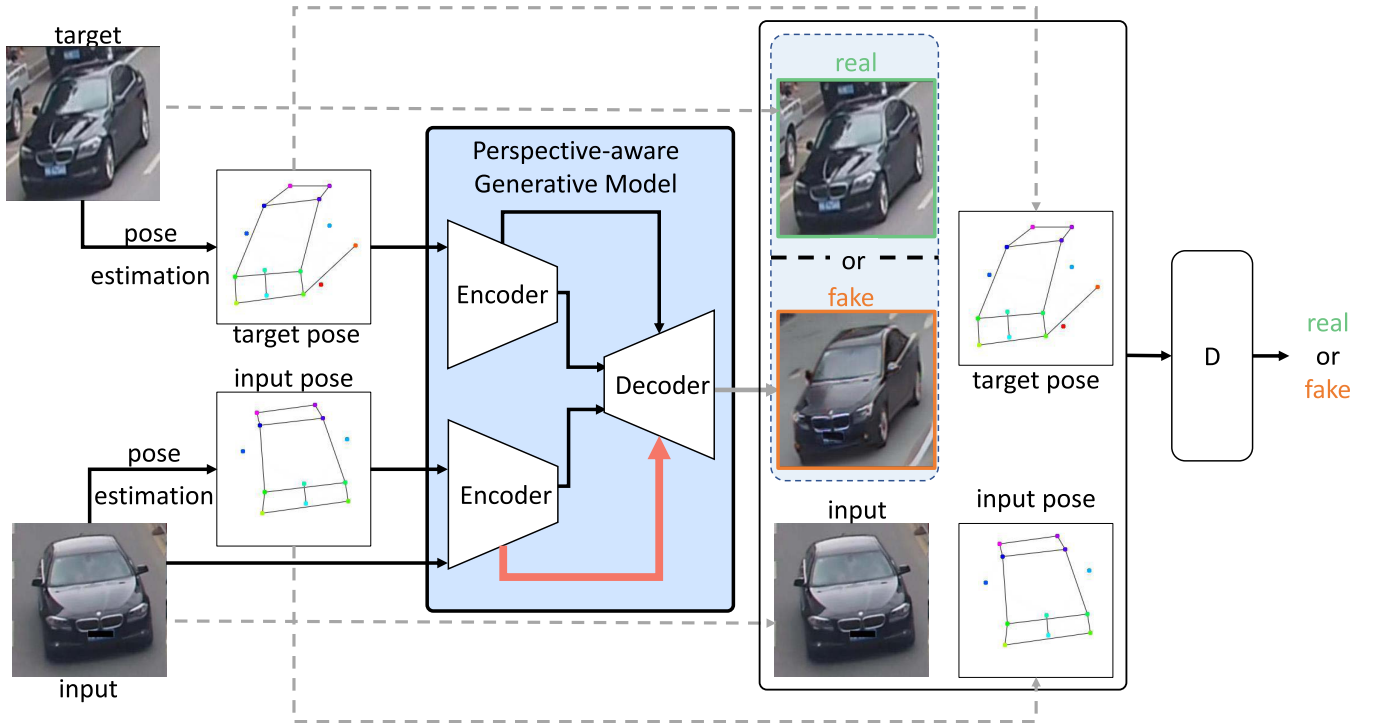 target
pose
estimation
target pose
input pose
pose
estimation
input
Perspective-aware
Generative Model
Encoder
Encoder
Decoder
real
or
fake
input
target pose
input pose
D
real
or
fake